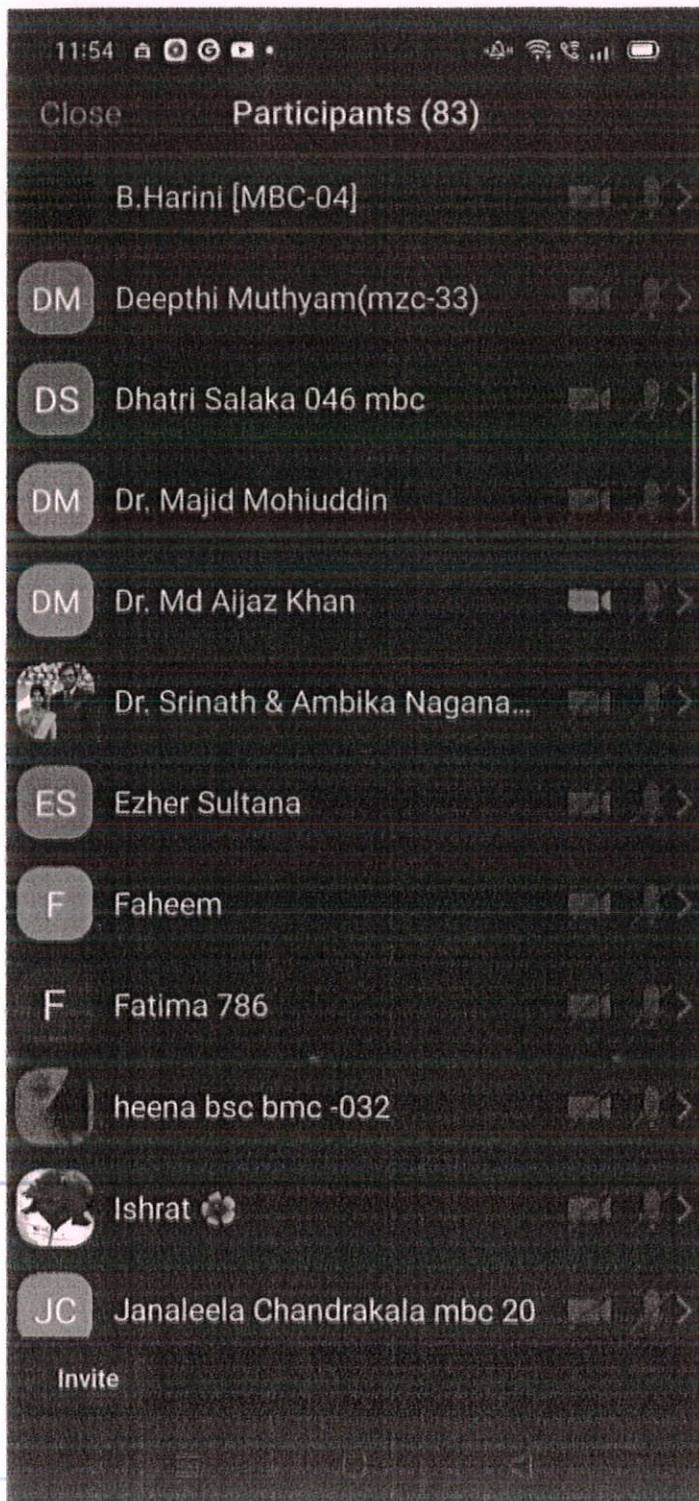 11:54
Close Participants (83)
B.Harini [MBC-04]
DM Deepthi Muthyam(mzc-33)
DS Dhatri Salaka 046 mbc
DM Dr. Majid Mohiuddin
DM Dr. Md Aijaz Khan
Dr. Srinath & Ambika Nagana...
ES Ezher Sultana
F Faheem
F Fatima 786
heena bsc bmc -032
Ishrat 🌸
JC Janaleela Chandrakala mbc 20
Invite